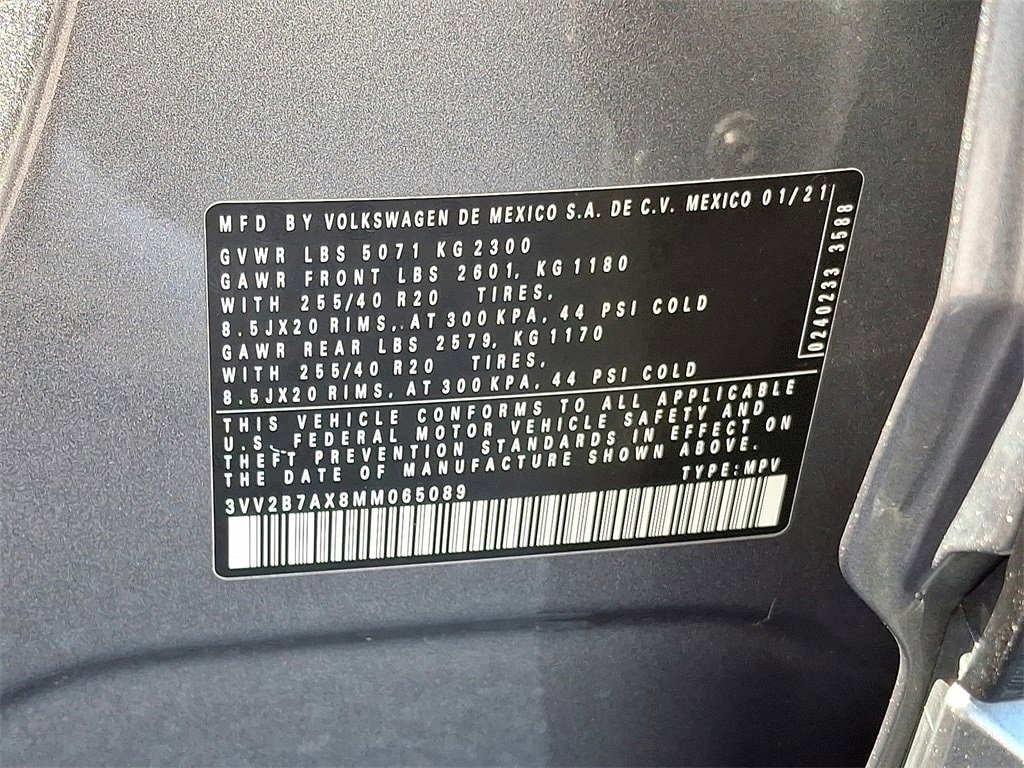 MFD BY VOLKSWAGEN DE MEXICO S.A. DE C.V. MEXICO 01/21
GVWR LBS 5071 KG 2300
GAWR FRONT LBS 2601, KG 1180
WITH 255/40 R20 TIRES,
8.5JX20 RIMS, AT 300 KPA, 44 PSI COLD
GAWR REAR LBS 2579, KG 1170
WITH 255/40 R20 TIRES,
8.5JX20 RIMS, AT 300 KPA, 44 PSI COLD
0240233 3588
THIS VEHICLE CONFORMS TO ALL APPLICABLE
U.S. FEDERAL MOTOR VEHICLE SAFETY AND
THEFT PREVENTION STANDARDS IN EFFECT ON
THE DATE OF MANUFACTURE SHOWN ABOVE.
TYPE: MPV
3VV2B7AX8MM065089